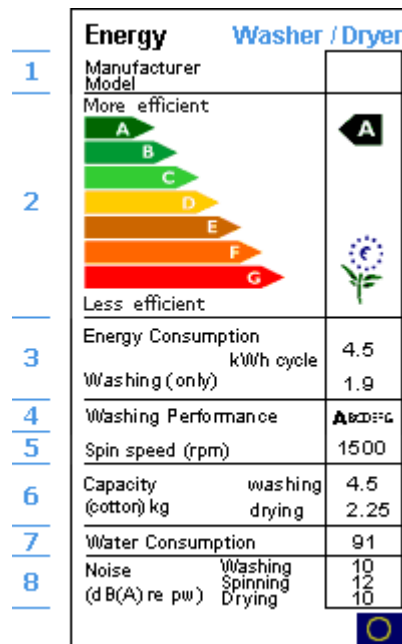 Energy Washer / Dryer
1 Manufacturer
Model
More efficient
A A
B
C
2 D
E
F
G
Less efficient
3 Energy Consumption
kWh cycle 4.5
Washing (only) 1.9
4 Washing Performance ABCDEFG
5 Spin speed (rpm) 1500
6 Capacity washing 4.5
(cotton) kg drying 2.25
7 Water Consumption 91
8 Noise Washing 10
(dB(A) re pw) Spinning 12
Drying 10